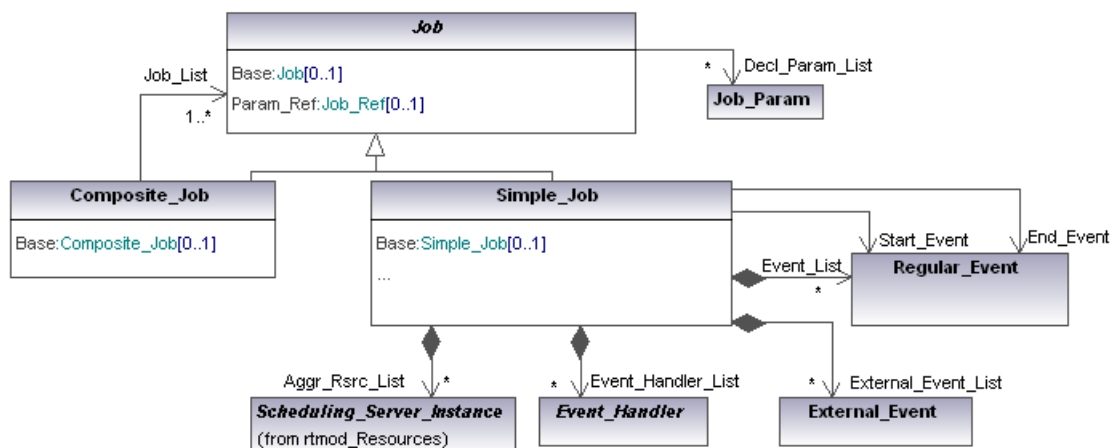 Job
Base:Job[0..1]
Param_Ref:Job_Ref[0..1]
Job_List
1..*
* Decl_Param_List
Job_Param
Composite_Job
Base:Composite_Job[0..1]
Simple_Job
Base:Simple_Job[0..1]
...
Start_Event
End_Event
Event_List
*
Regular_Event
Aggr_Rsrc_List *
* Event_Handler_List
* External_Event_List
Scheduling_Server_Instance
(from rtmod_Resources)
Event_Handler
External_Event